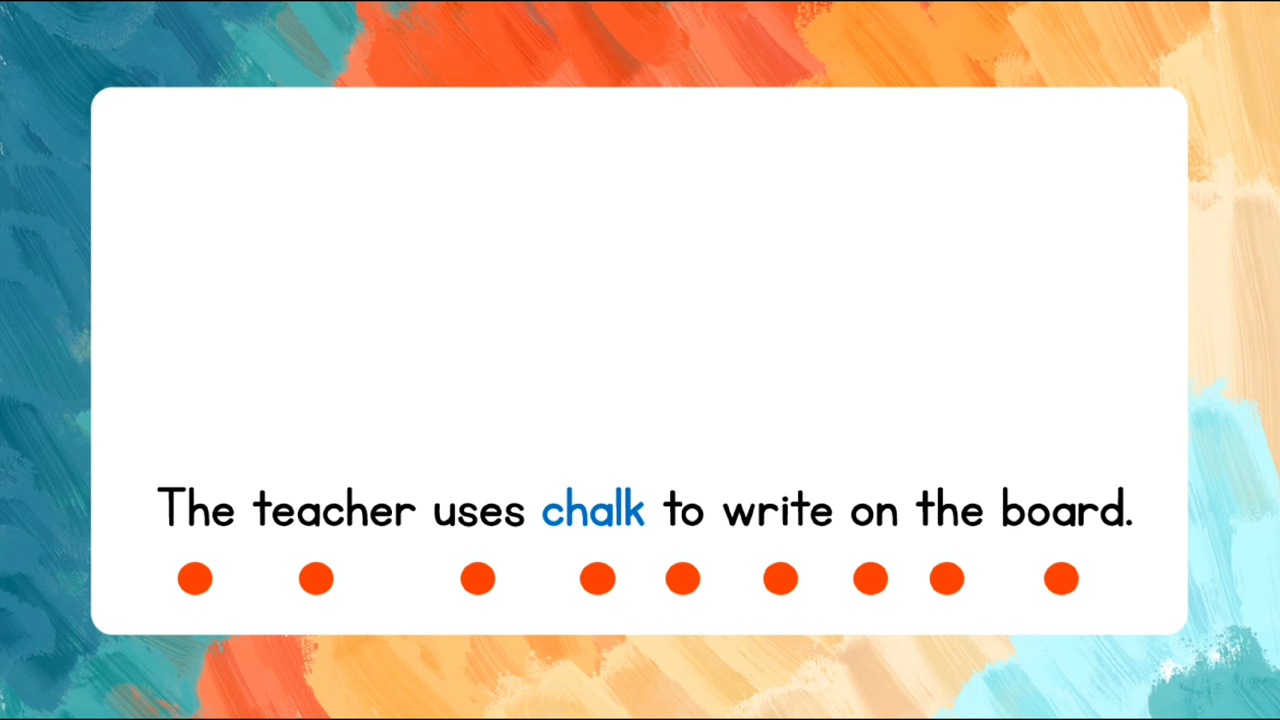 The teacher uses chalk to write on the board.